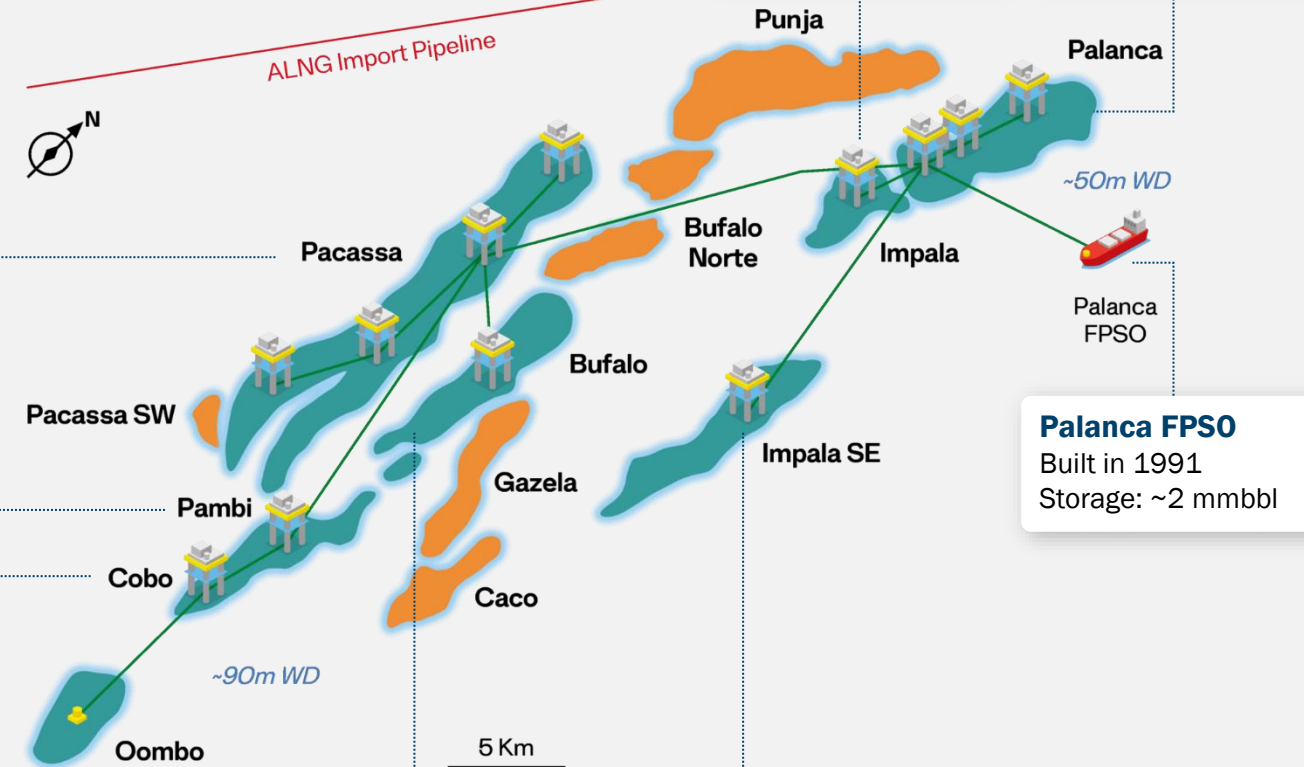 Punja
Palanca
ALNG Import Pipeline
N
~50m WD
Pacassa
Bufalo
Norte
Impala
Palanca
FPSO
Bufalo
Pacassa SW
Palanca FPSO
Built in 1991
Storage: ~2 mmbbl
Impala SE
Gazela
Pambi
Cobo
Caco
~90m WD
Oombo
5 Km